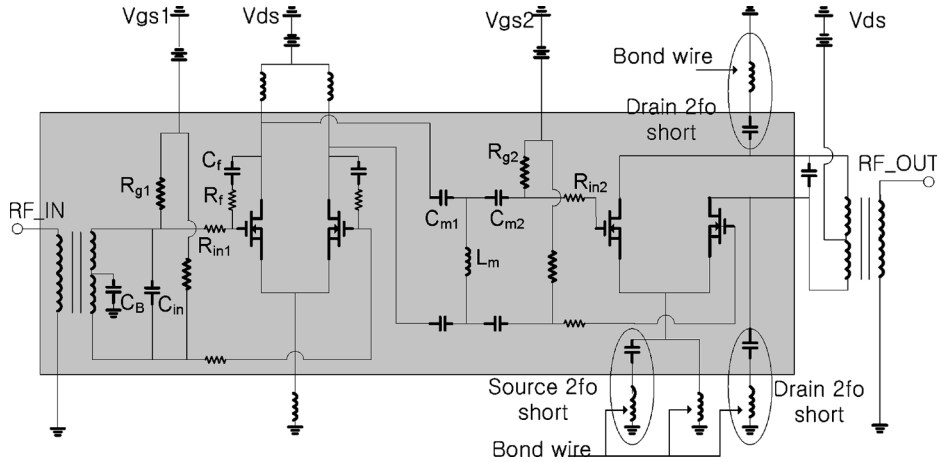 Vgs1
Vds
Vgs2
Vds
Bond wire
Drain 2fo
short
Cf
Rg1
Rf
Rg2
Rin2
RF_OUT
RF_IN
Rin1
Cm1
Cm2
Lm
CB
Cin
Source 2fo
short
Drain 2fo
short
Bond wire